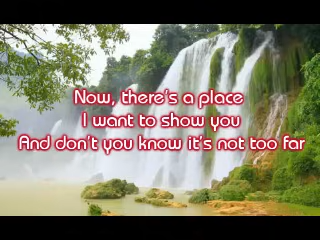 Now, there's a place
I want to show you
And don't you know it's not too far